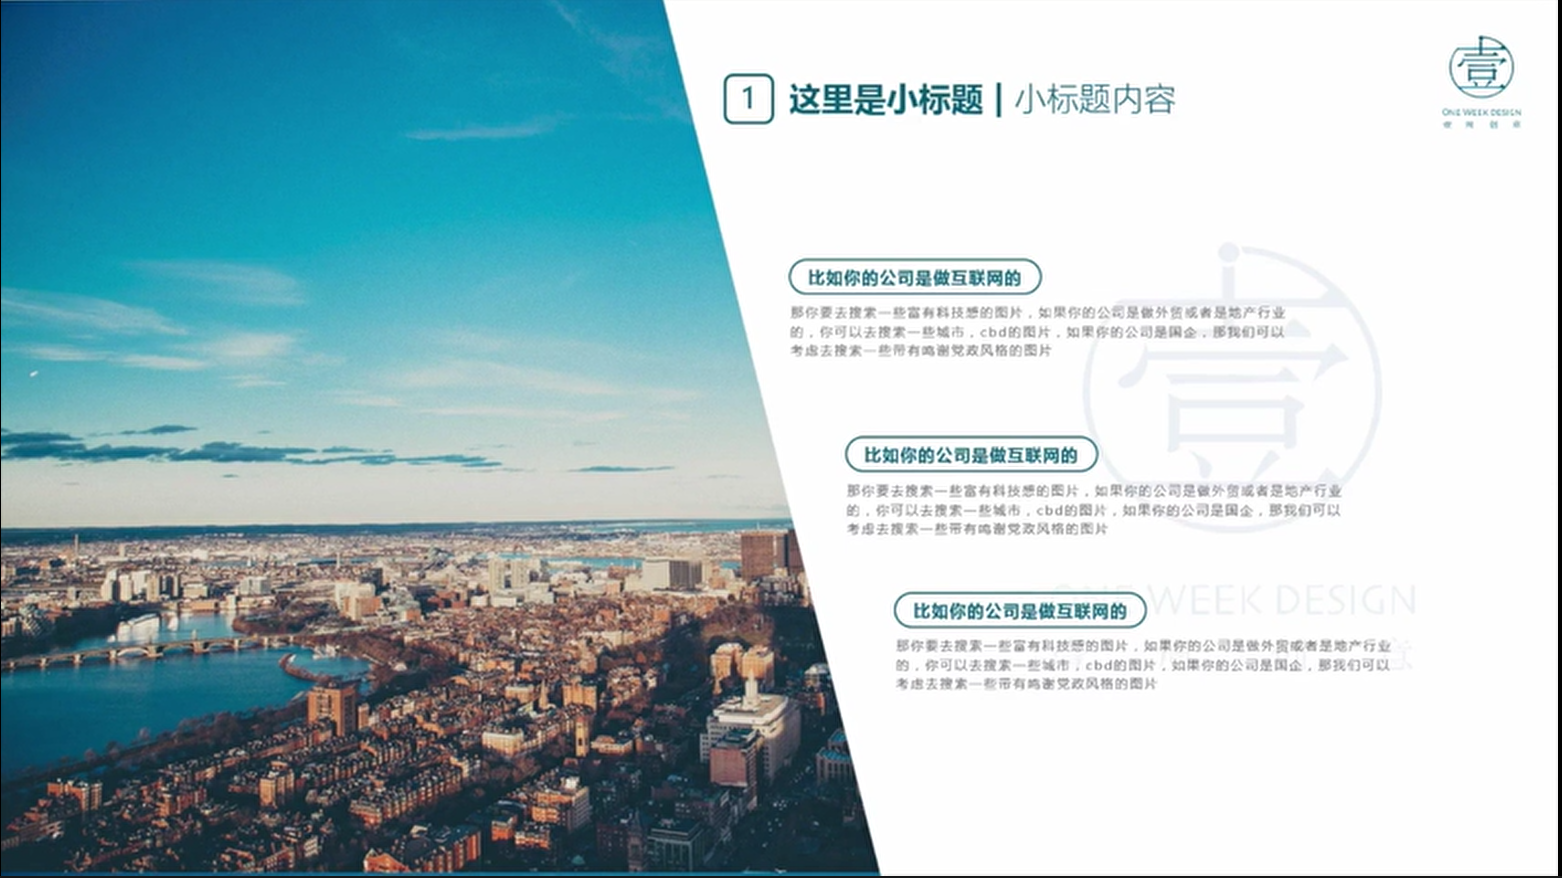 1 这里是小标题 | 小标题内容
壹
ONE WEEK DESIGN
比如你的公司是做互联网的
那你要去搜索一些富有科技感的图片，如果你的公司是做外贸或者是地产行业
的，你可以去搜索一些城市，cbd的图片，如果你的公司是国企，那我们可以
考虑去搜索一些带有鸣谢党政风格的图片
壹
比如你的公司是做互联网的
那你要去搜索一些富有科技感的图片，如果你的公司是做外贸或者是地产行业
的，你可以去搜索一些城市，cbd的图片，如果你的公司是国企，那我们可以
考虑去搜索一些带有鸣谢党政风格的图片
ONE WEEK DESIGN
比如你的公司是做互联网的
那你要去搜索一些富有科技感的图片，如果你的公司是做外贸或者是地产行业
的，你可以去搜索一些城市，cbd的图片，如果你的公司是国企，那我们可以
考虑去搜索一些带有鸣谢党政风格的图片